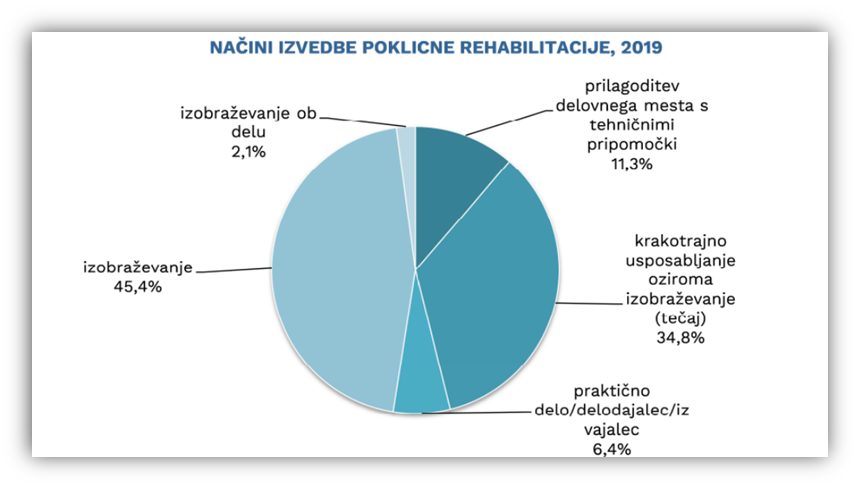 NAČINI IZVEDBE POKLICNE REHABILITACIJE, 2019
prilagoditev
delovnega mesta s
tehničnimi
pripomočki
11,3%
krakotrajno
usposabljanje
oziroma
izobraževanje
(tečaj)
34,8%
praktično
delo/delodajalec/iz
vajalec
6,4%
izobraževanje
45,4%
izobraževanje ob
delu
2,1%